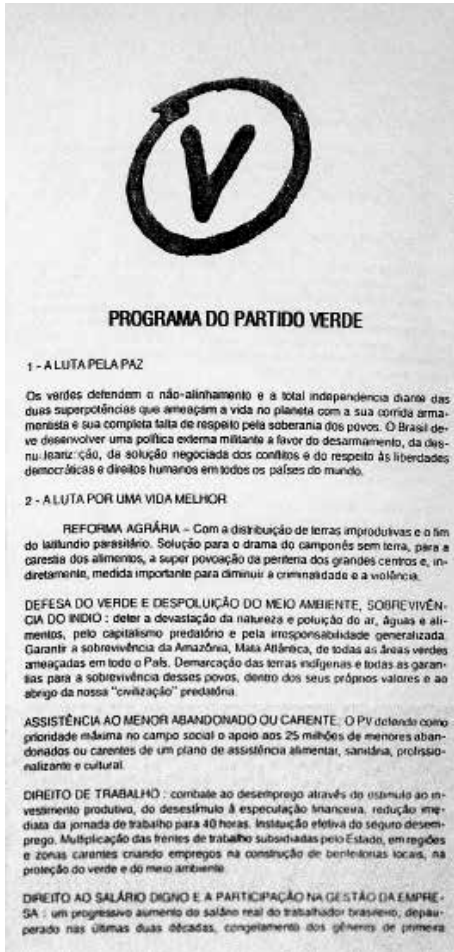 V
PROGRAMA DO PARTIDO VERDE
1 - A LUTA PELA PAZ
Os verdes defendem o não-alinhamento e a total independencia diante das
duas superpotências que ameaçam a vida no planeta com a sua corrida arma-
mentista e sua completa falta de respeito pela soberania dos povos. O Brasil de-
ve desenvolver uma política externa militante a favor do desarmamento, da des-
nuclearização, da solução negociada dos conflitos e do respeito às liberdades
democráticas e direitos humanos em todos os países do mundo.
2 - A LUTA POR UMA VIDA MELHOR
REFORMA AGRÁRIA – Com a distribuição de terras improdutivas e o fim
do latifundio parasitário. Solução para o drama do camponês sem terra, para a
carestia dos alimentos, a super povoação da periferia dos grandes centros e, in-
diretamente, medida importante para diminuir a criminalidade e a violência.
DEFESA DO VERDE E DESPOLUIÇÃO DO MEIO AMBIENTE, SOBREVIVÊN-
CIA DO INDIO : deter a devastação da natureza e poluição do ar, águas e ali-
mentos, pelo capitalismo predatório e pela irresponsabilidade generalizada.
Garantir a sobrevivência da Amazônia, Mata Atlântica, de todas as áreas verdes
ameaçadas em todo o País. Demarcação das terras indígenas e todas as garan-
tias para a sobrevivência desses povos, dentro dos seus próprios valores e ao
abrigo da nossa "civilização" predatória.
ASSISTÊNCIA AO MENOR ABANDONADO OU CARENTE: O PV defende como
prioridade máxima no campo social o apoio aos 25 milhões de menores aban-
donados ou carentes de um plano de assistência alimentar, sanitária, profissio-
nalizante e cultural.
DIREITO DE TRABALHO : combate ao desemprego através do estimulo ao in-
vestimento produtivo, do desestímulo à especulação financeira, redução ime-
diata da jornada de trabalho para 40 horas. Instituição efetiva do seguro desem-
prego. Multiplicação das frentes de trabalho subsidiadas pelo Estado, em regiões
e zonas carentes criando empregos na construção de benfeitorias locais, na
proteção do verde e do meio ambiente.
DIREITO AO SALÁRIO DIGNO E A PARTICIPAÇÃO NA GESTÃO DA EMPRE-
SA : um progressivo aumento do salário real do trabalhador brasileiro, depau-
perado nas últimas duas décadas, congelamento dos gêneros de primeira